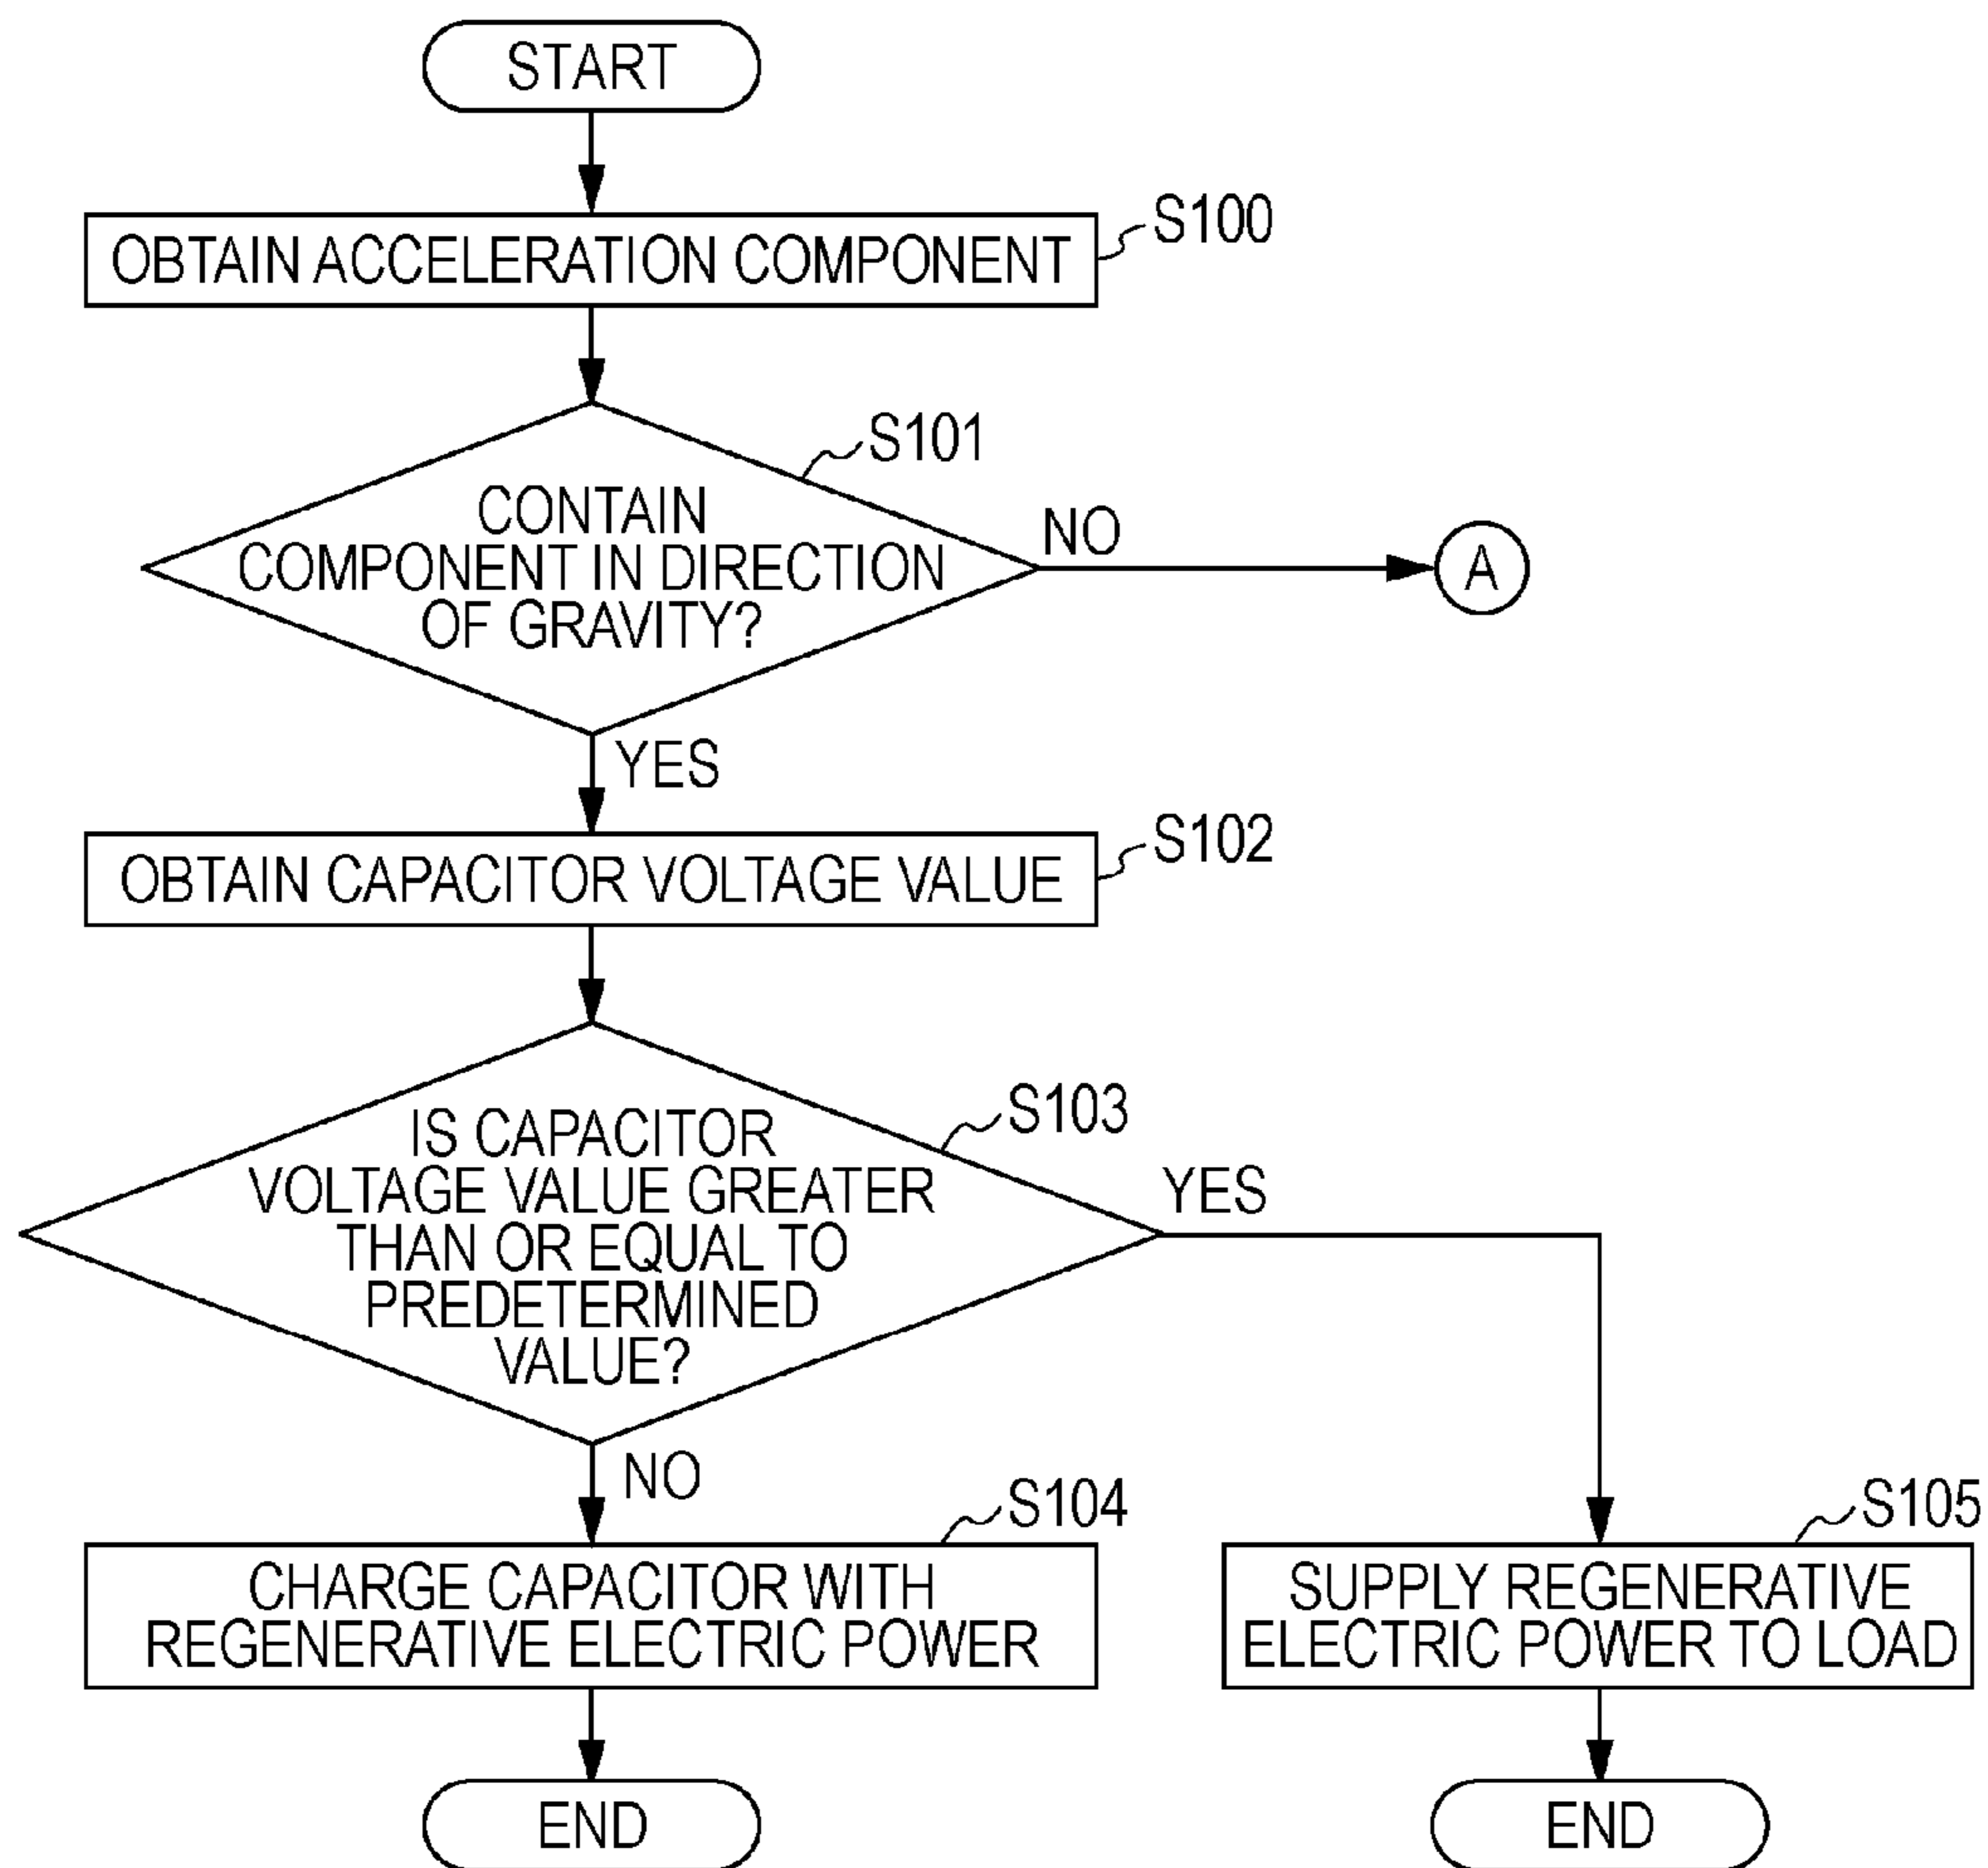 START
OBTAIN ACCELERATION COMPONENT
S100
S101
CONTAIN
COMPONENT IN DIRECTION
OF GRAVITY?
NO
A
YES
OBTAIN CAPACITOR VOLTAGE VALUE
S102
S103
IS CAPACITOR
VOLTAGE VALUE GREATER
THAN OR EQUAL TO
PREDETERMINED
VALUE?
YES
NO
S104
CHARGE CAPACITOR WITH
REGENERATIVE ELECTRIC POWER
S105
SUPPLY REGENERATIVE
ELECTRIC POWER TO LOAD
END
END